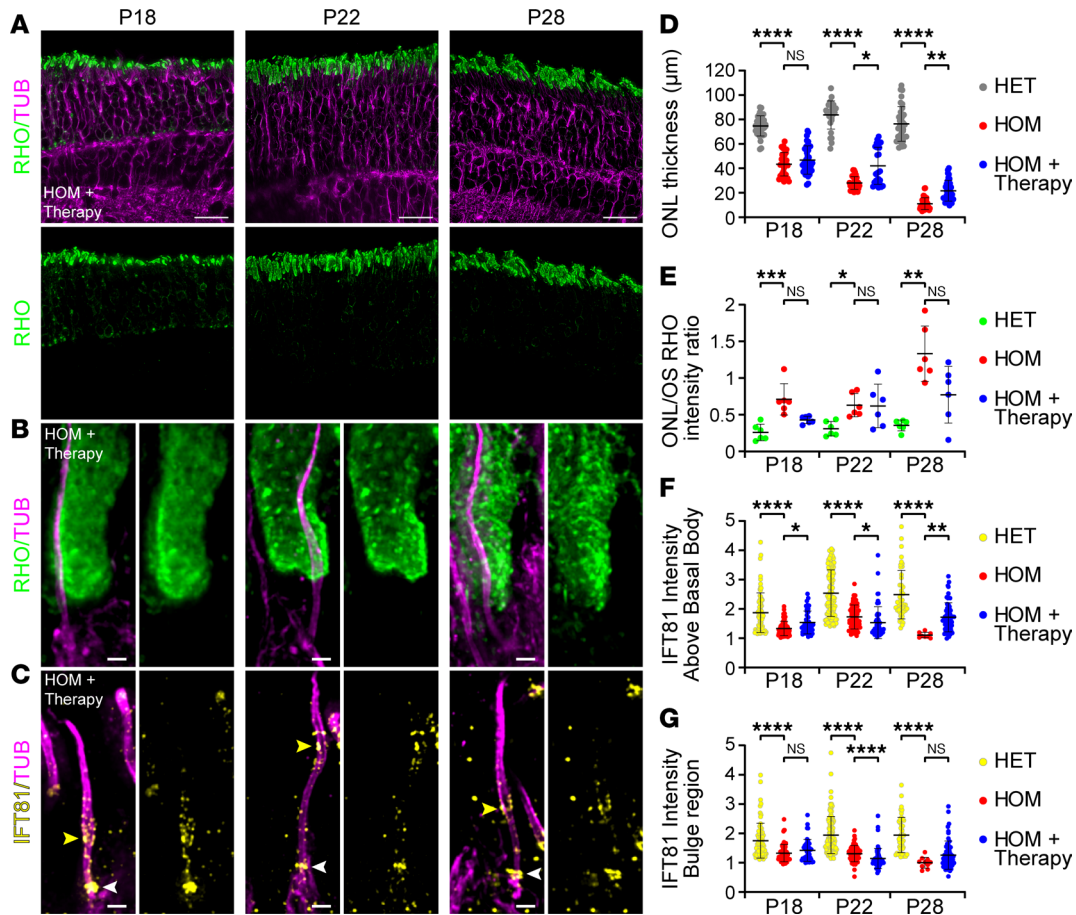 P18 P22 P28
A
RHO/TUB
HOM +
Therapy
RHO
B
RHO/TUB
HOM +
Therapy
C
IFT81/TUB
HOM +
Therapy
D
ONL thickness (µm)
120
100
80
60
40
20
0
**** NS **** * **** **
P18 P22 P28
HET
HOM
HOM +
Therapy
E
ONL/OS RHO
intensity ratio
2
1.5
1
0.5
0
*** NS * NS ** NS
P18 P22 P28
HET
HOM
HOM +
Therapy
F
IFT81 Intensity
Above Basal Body
5
4
3
2
1
0
**** * **** * **** **
P18 P22 P28
HET
HOM
HOM +
Therapy
G
IFT81 Intensity
Bulge region
5
4
3
2
1
0
**** NS **** **** **** NS
P18 P22 P28
HET
HOM
HOM +
Therapy